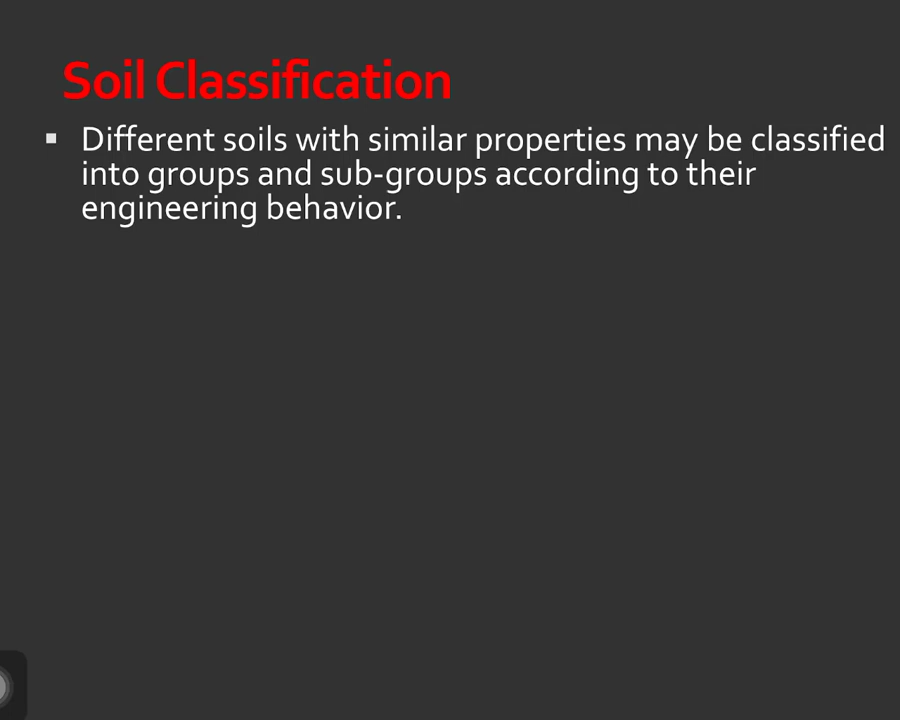 Soil Classification
▪ Different soils with similar properties may be classified
into groups and sub-groups according to their
engineering behavior.